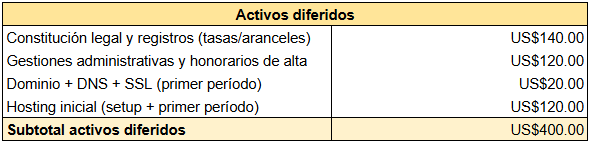 Activos diferidos
Constitución legal y registros (tasas/aranceles) US$140.00
Gestiones administrativas y honorarios de alta US$120.00
Dominio + DNS + SSL (primer período) US$20.00
Hosting inicial (setup + primer período) US$120.00
Subtotal activos diferidos US$400.00